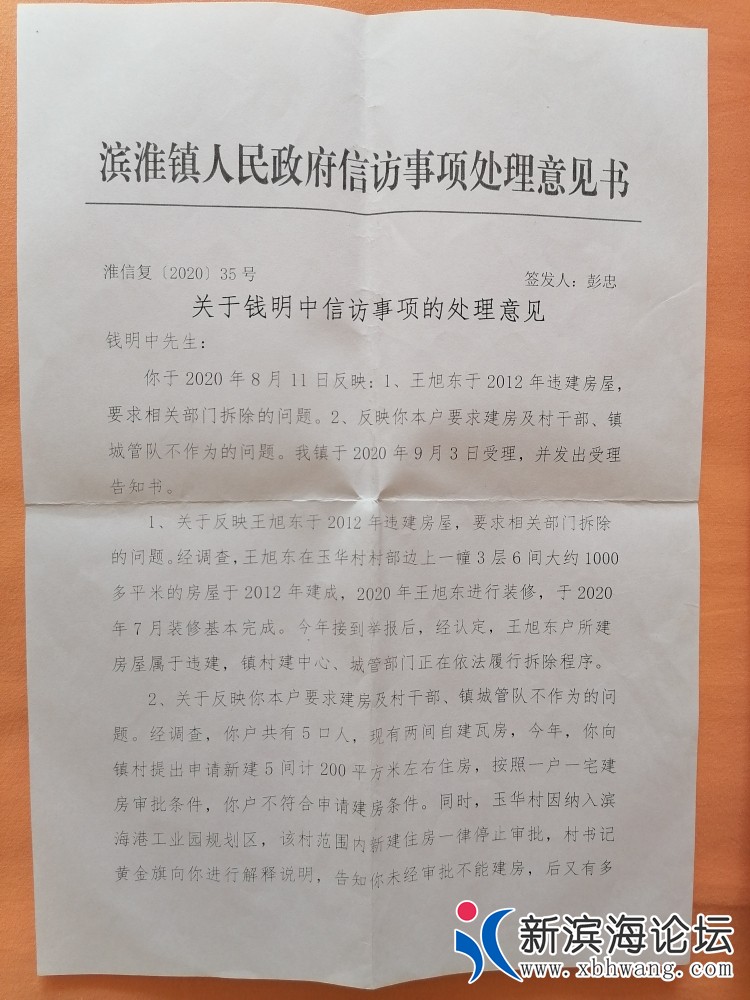 滨淮镇人民政府信访事项处理意见书
淮信复〔2020〕35号
签发人：彭忠
关于钱明中信访事项的处理意见
钱明中先生：
你于2020年8月11日反映：1、王旭东于2012年违建房屋，
要求相关部门拆除的问题。2、反映你本户要求建房及村干部、镇
城管队不作为的问题。我镇于2020年9月3日受理，并发出受理
告知书。
1、关于反映王旭东于2012年违建房屋，要求相关部门拆除
的问题。经调查，王旭东在玉华村村部边上一幢3层6间大约1000
多平米的房屋于2012年建成，2020年王旭东进行装修，于2020
年7月装修基本完成。今年接到举报后，经认定，王旭东户所建
房屋属于违建，镇村建中心、城管部门正在依法履行拆除程序。
2、关于反映你本户要求建房及村干部、镇城管队不作为的问
题。经调查，你户共有5口人，现有两间自建瓦房，今年，你向
镇村提出申请新建5间计200平方米左右住房，按照一户一宅建
房审批条件，你户不符合申请建房条件。同时，玉华村因纳入滨
海港工业园规划区，该村范围内新建住房一律停止审批，村书记
黄金旗向你进行解释说明，告知你未经审批不能建房，后又有多
新滨海论坛
www.xbhwang.com